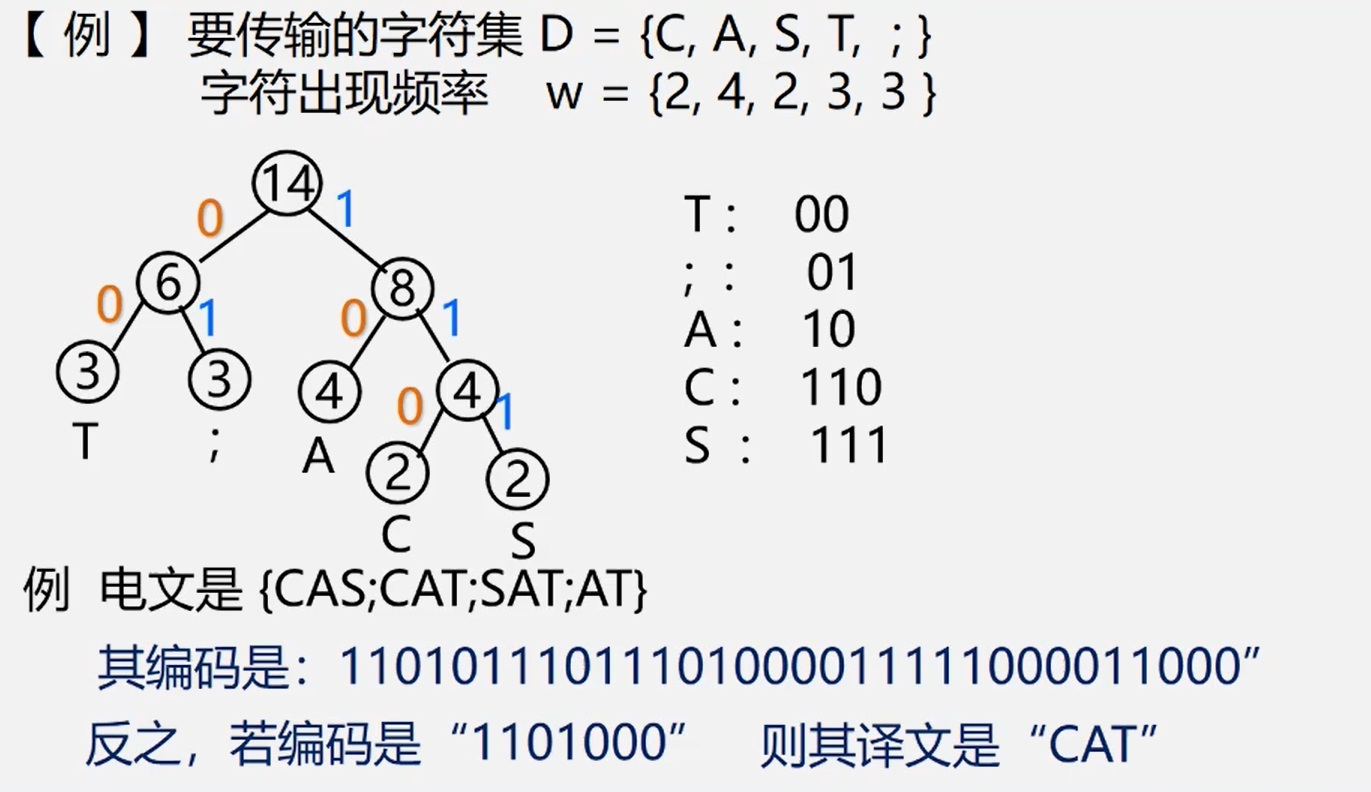 【 例 】 要传输的字符集 D = {C, A, S, T, ; }
字符出现频率 w = {2, 4, 2, 3, 3 }
14
0 1
6 8
0 1 0 1
3 3 4 4
T ; A 0 1
2 2
C S
T : 00
; : 01
A : 10
C : 110
S : 111
例 电文是 {CAS;CAT;SAT;AT}
其编码是：11010111011101000011111000011000”
反之，若编码是“1101000” 则其译文是“CAT”